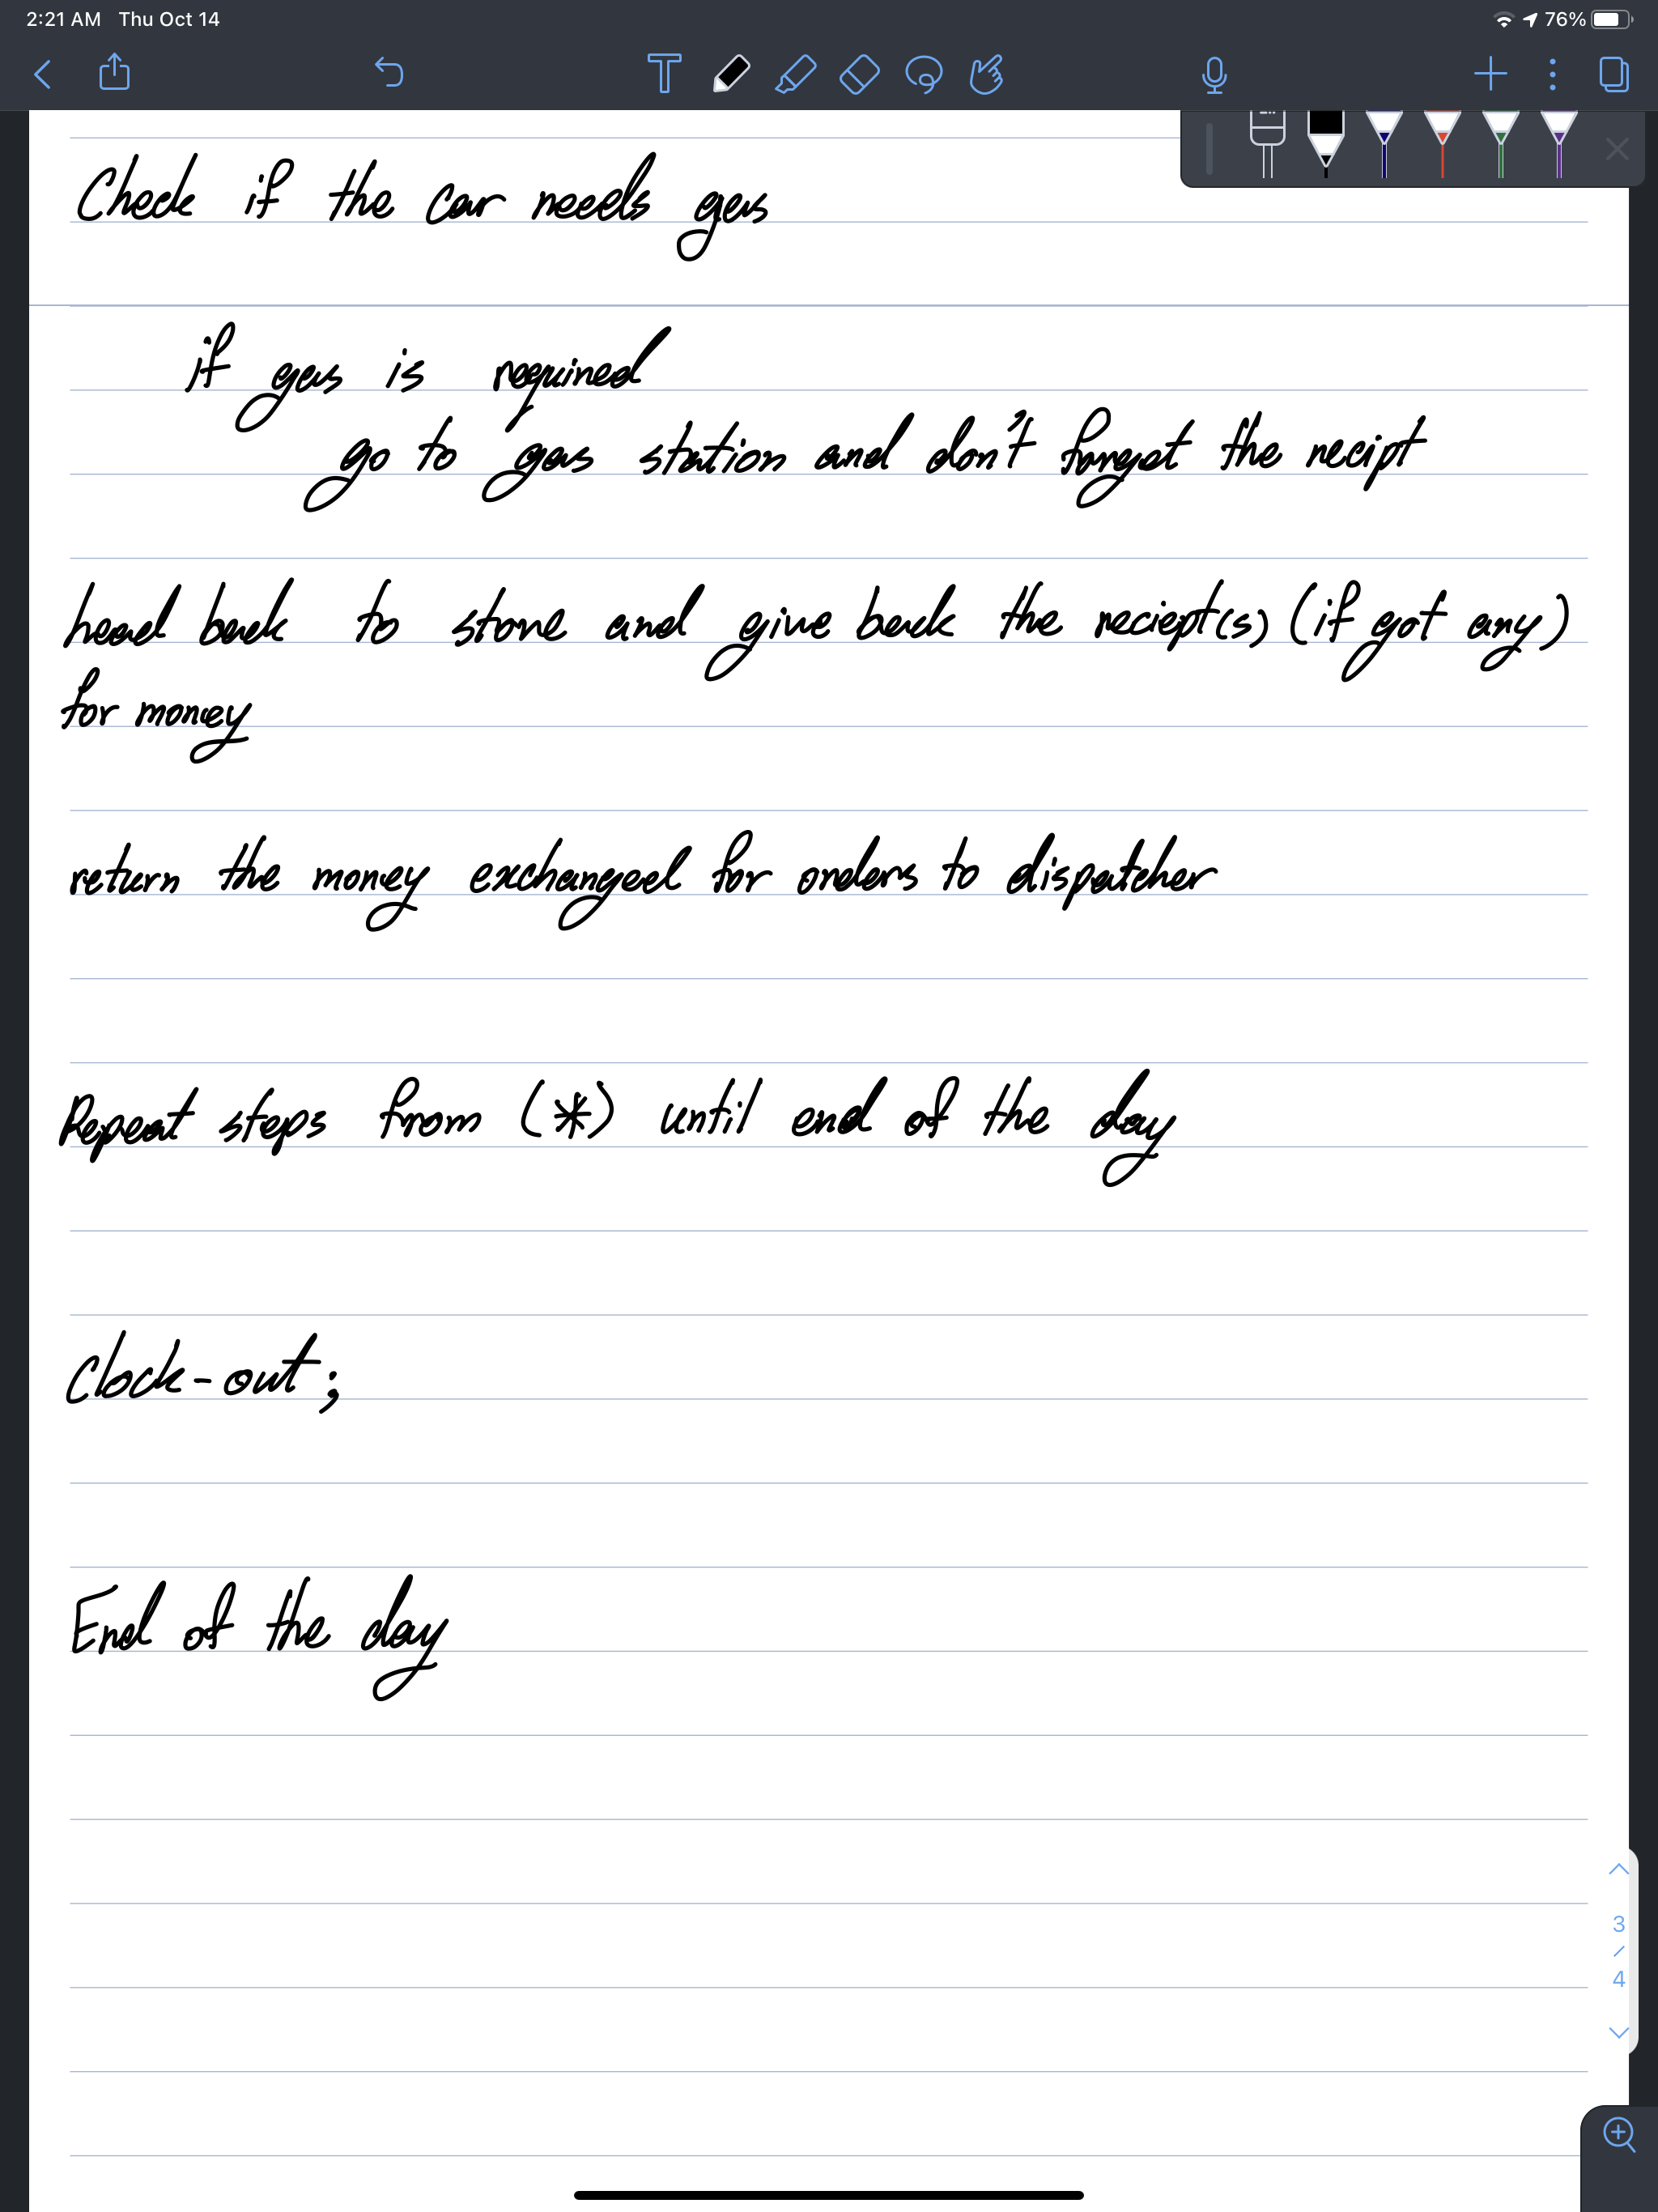 2:21 AM Thu Oct 14 76%
Check if the car needs gas
if gas is required
go to gas station and don't forget the recipt
head back to store and give back the reciept(s) (if got any)
for money
return the money exchanged for orders to dispatcher
Repeat steps from (*) until end of the day
Clock-out;
End of the day
3
/
4